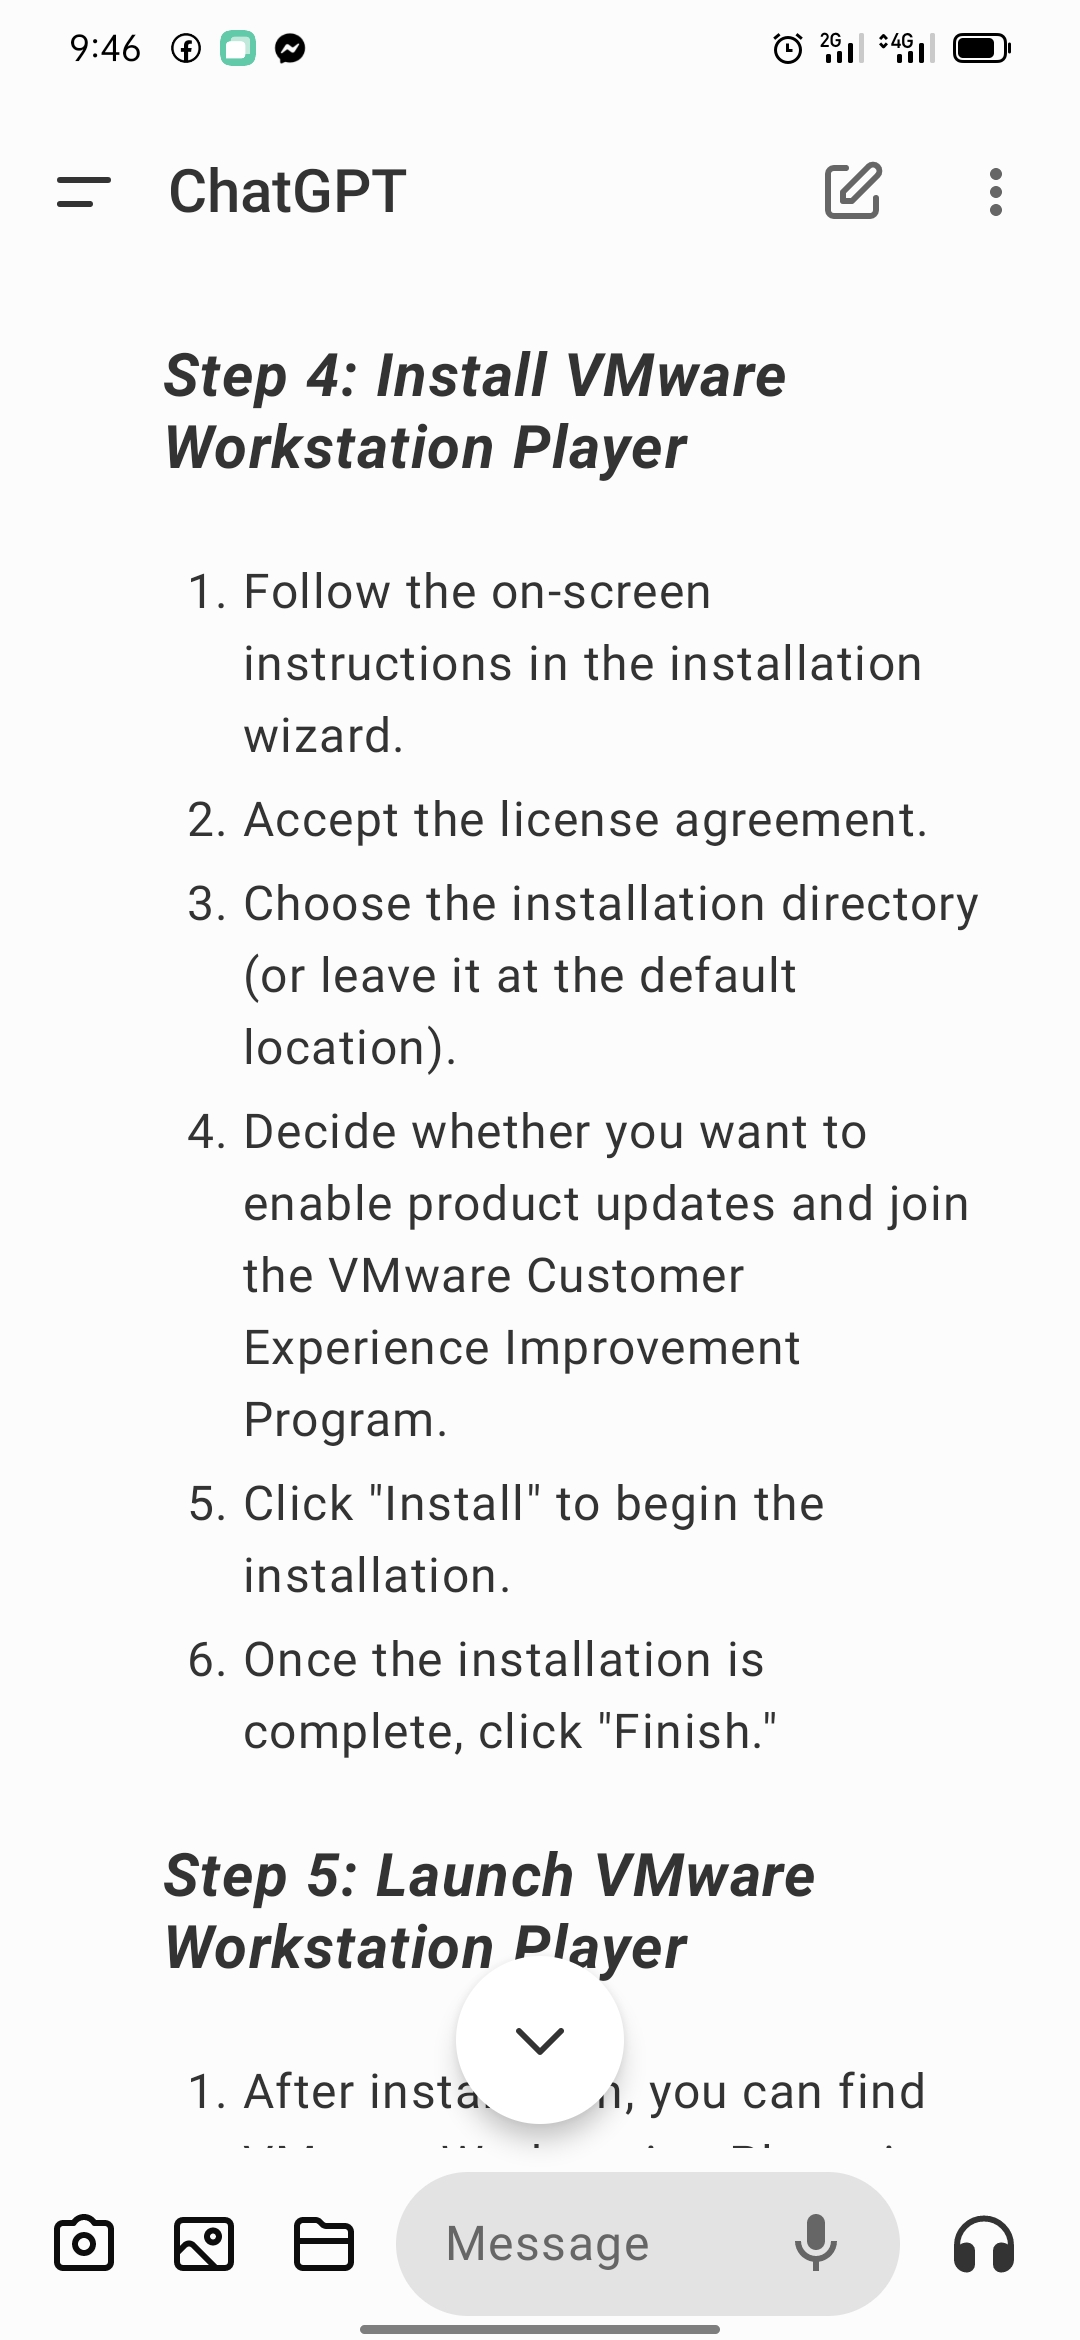 9:46
2G
4G
ChatGPT
Step 4: Install VMware
Workstation Player
1. Follow the on-screen
instructions in the installation
wizard.
2. Accept the license agreement.
3. Choose the installation directory
(or leave it at the default
location).
4. Decide whether you want to
enable product updates and join
the VMware Customer
Experience Improvement
Program.
5. Click "Install" to begin the
installation.
6. Once the installation is
complete, click "Finish."
Step 5: Launch VMware
Workstation Player
1. After you can find
Message